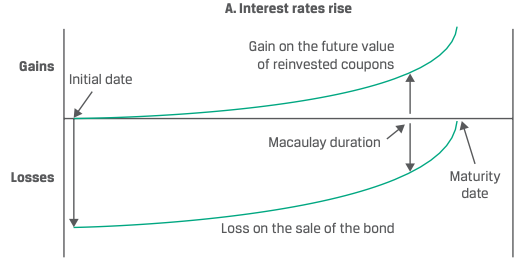 A. Interest rates rise
Gain on the future value
of reinvested coupons
Gains
Initial date
Macaulay duration
Losses
Maturity
date
Loss on the sale of the bond